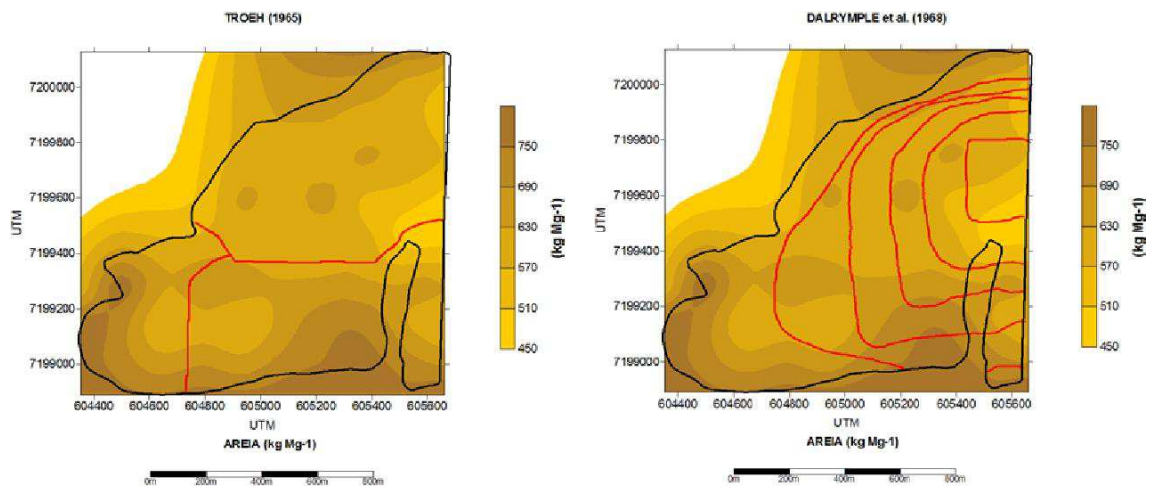 TROEH (1965)
DALRYMPLE et al. (1968)
7200000
7199800
7199600
7199400
7199200
7199000
UTM
604400 604600 604800 605000 605200 605400 605600
UTM
AREIA (kg Mg-1)
0m 200m 400m 600m 800m
750
690
630
570
510
450
(kg Mg-1)
7200000
7199800
7199600
7199400
7199200
7199000
UTM
604400 604600 604800 605000 605200 605400 605600
UTM
AREIA (kg Mg-1)
0m 200m 400m 600m 800m
750
690
630
570
510
450
(kg Mg-1)